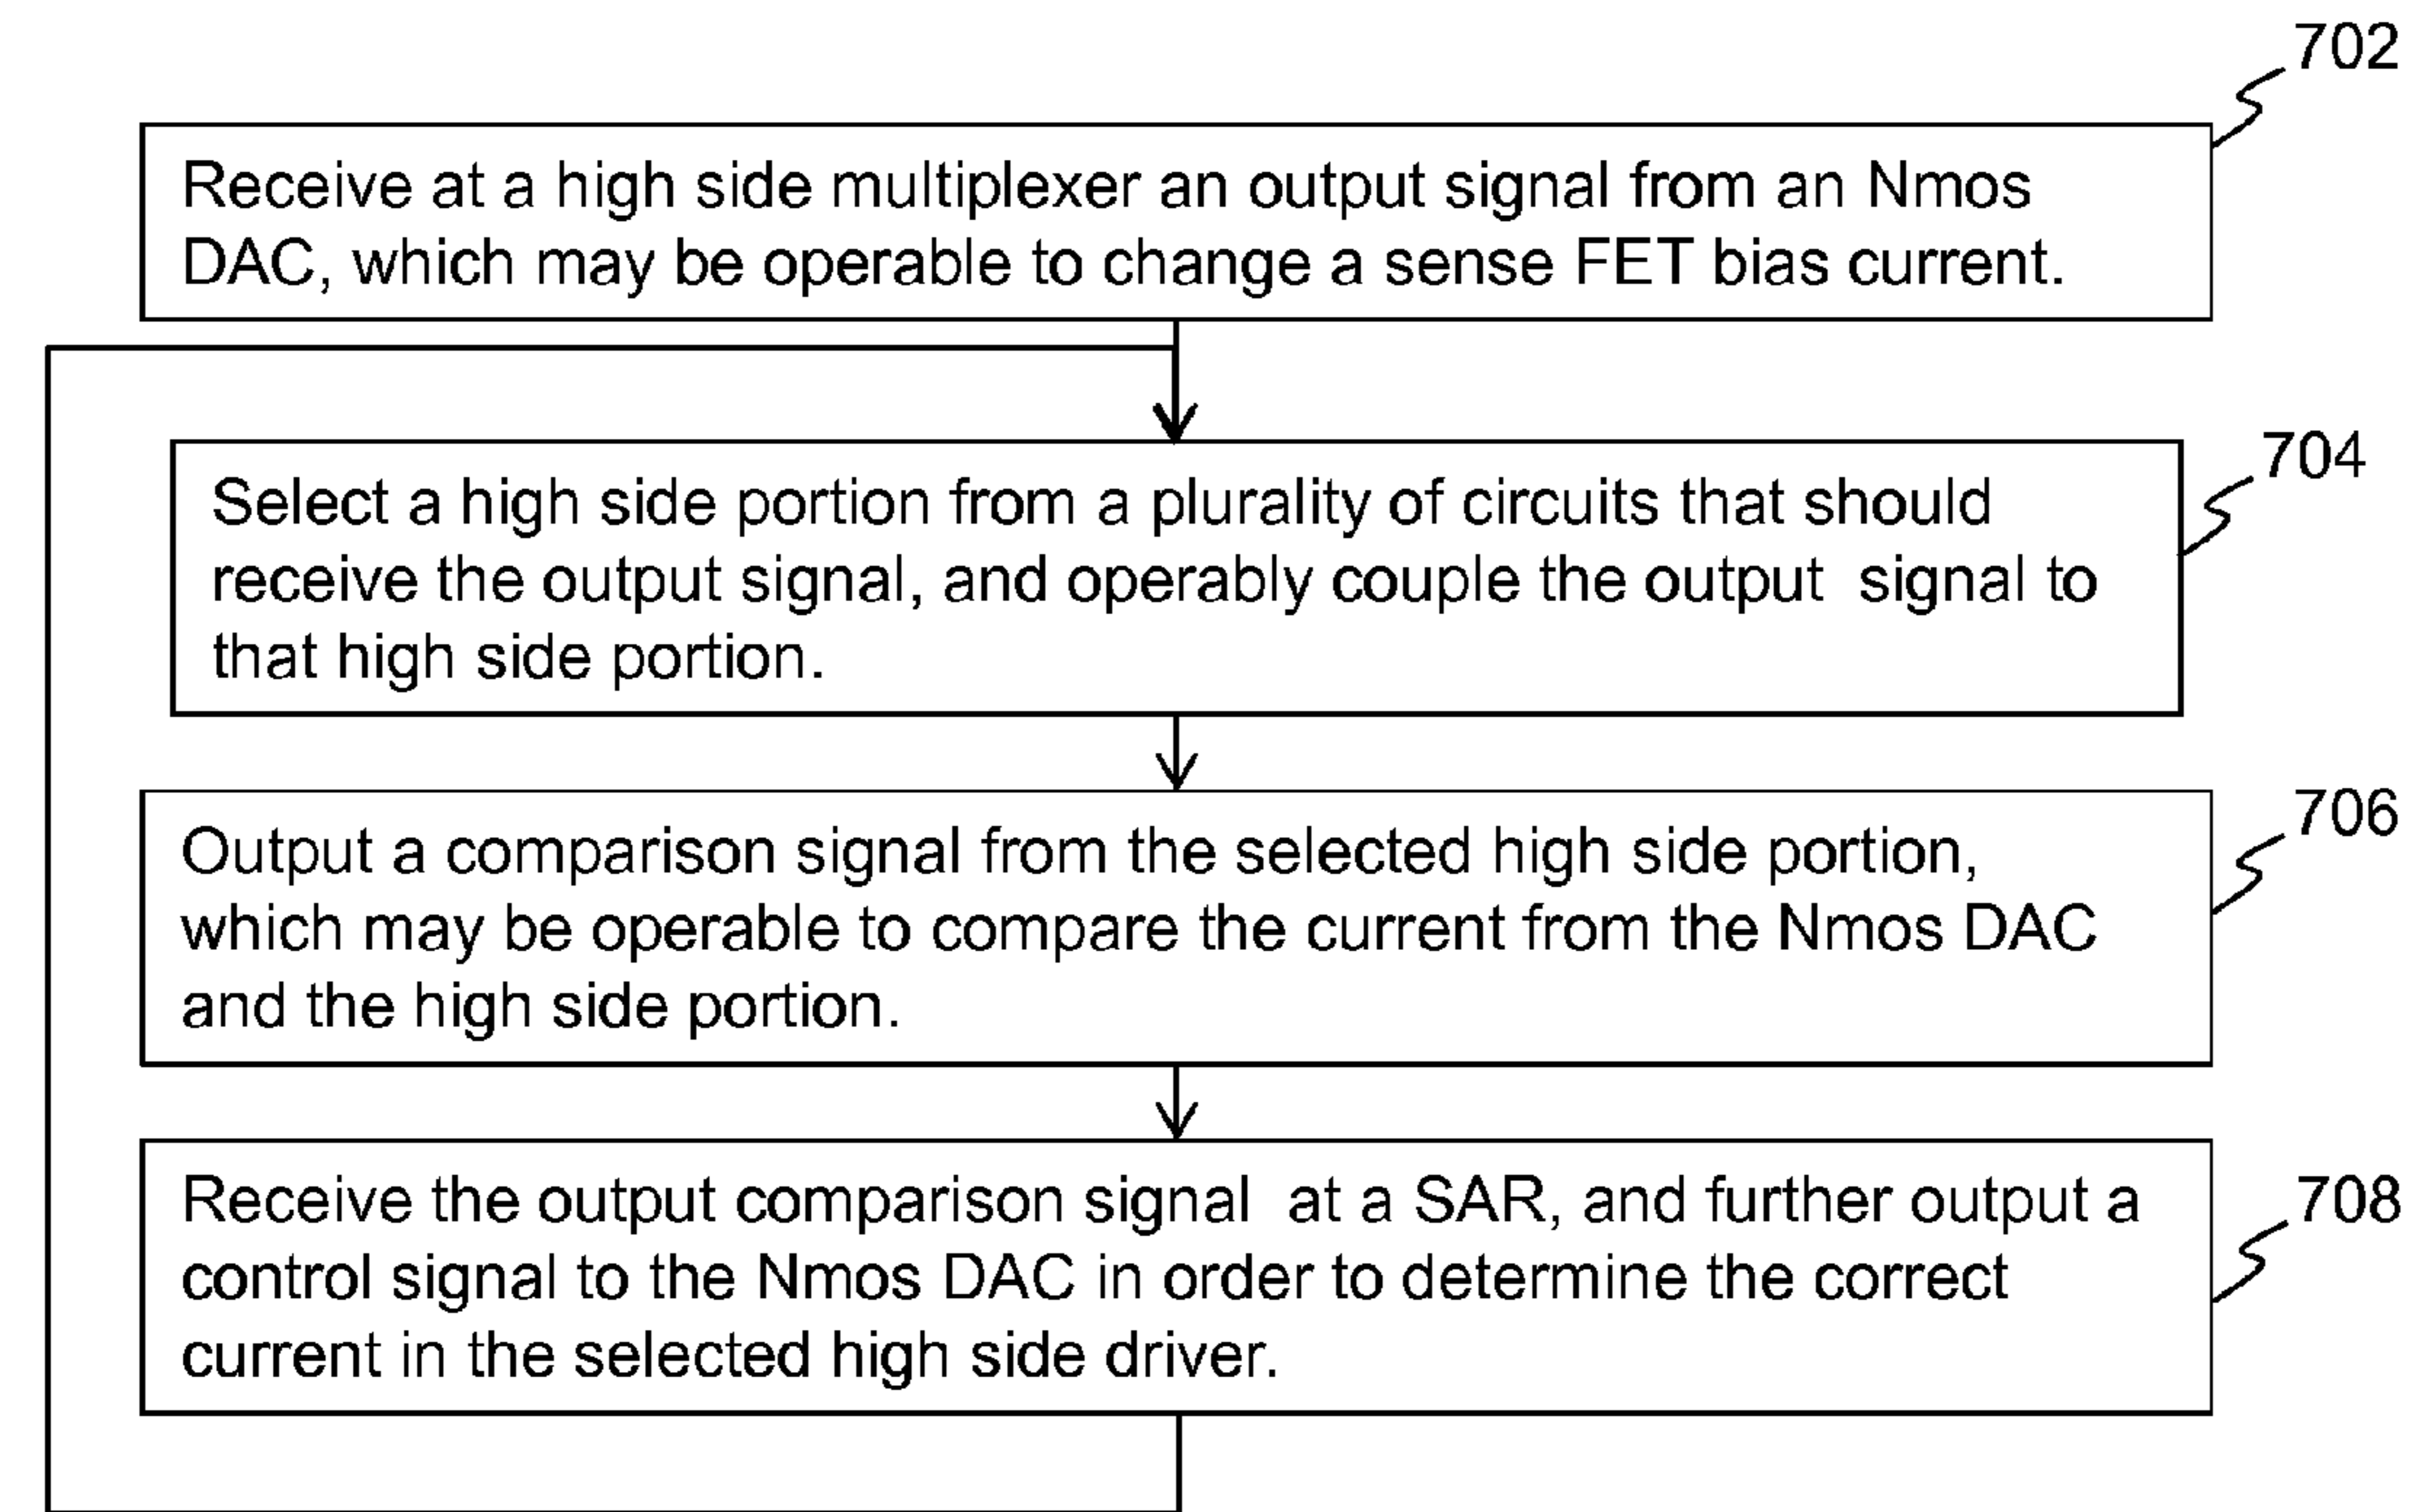 702
Receive at a high side multiplexer an output signal from an Nmos
DAC, which may be operable to change a sense FET bias current.
704
Select a high side portion from a plurality of circuits that should
receive the output signal, and operably couple the output signal to
that high side portion.
706
Output a comparison signal from the selected high side portion,
which may be operable to compare the current from the Nmos DAC
and the high side portion.
708
Receive the output comparison signal at a SAR, and further output a
control signal to the Nmos DAC in order to determine the correct
current in the selected high side driver.